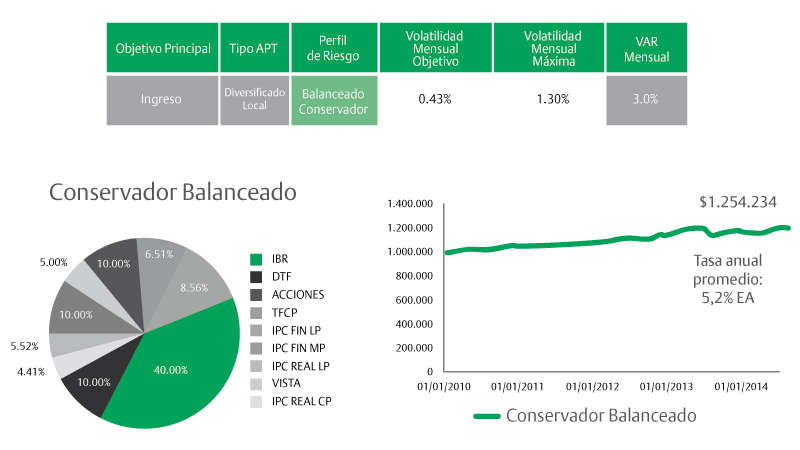 Objetivo Principal
Tipo APT
Perfil
de Riesgo
Volatilidad
Mensual
Objetivo
Volatilidad
Mensual
Máxima
VAR
Mensual
Ingreso
Diversificado
Local
Balanceado
Conservador
0.43%
1.30%
3.0%
Conservador Balanceado
6.51%
10.00%
5.00%
8.56%
10.00%
5.52%
4.41%
10.00%
40.00%
IBR
DTF
ACCIONES
TFCP
IPC FIN LP
IPC FIN MP
IPC REAL LP
VISTA
IPC REAL CP
1.400.000
1.200.000
1.000.000
800.000
600.000
400.000
200.000
0
$1.254.234
Tasa anual
promedio:
5,2% EA
01/01/2010
01/01/2011
01/01/2012
01/01/2013
01/01/2014
Conservador Balanceado